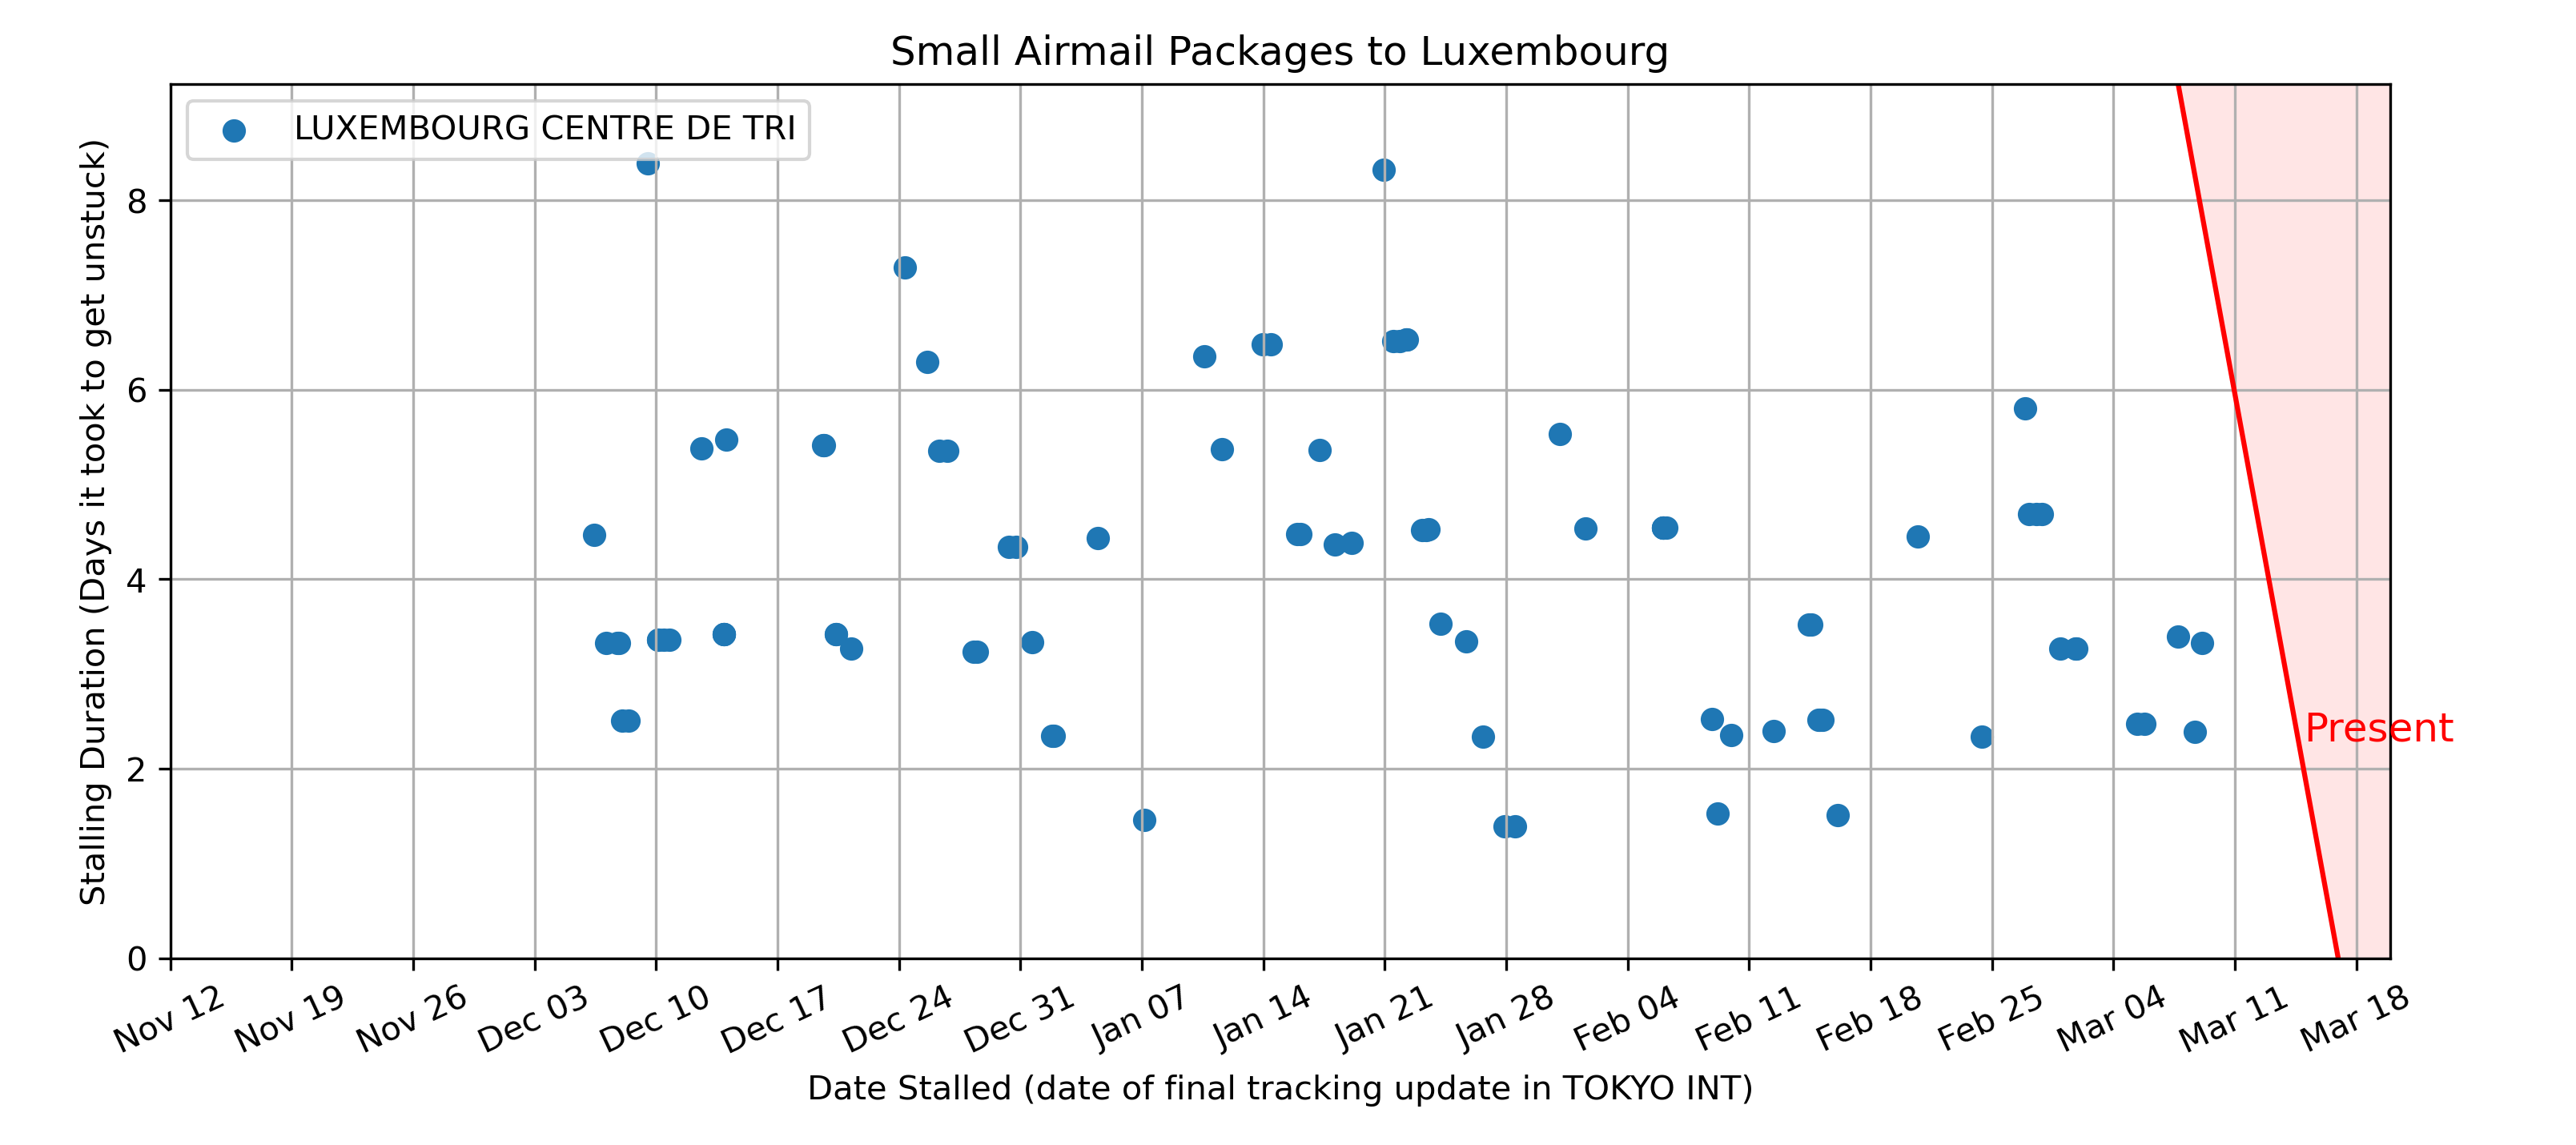 Small Airmail Packages to Luxembourg
LUXEMBOURG CENTRE DE TRI
Stalling Duration (Days it took to get unstuck)
8
6
4
2
0
Present
Nov 12 Nov 19 Nov 26 Dec 03 Dec 10 Dec 17 Dec 24 Dec 31 Jan 07 Jan 14 Jan 21 Jan 28 Feb 04 Feb 11 Feb 18 Feb 25 Mar 04 Mar 11 Mar 18
Date Stalled (date of final tracking update in TOKYO INT)